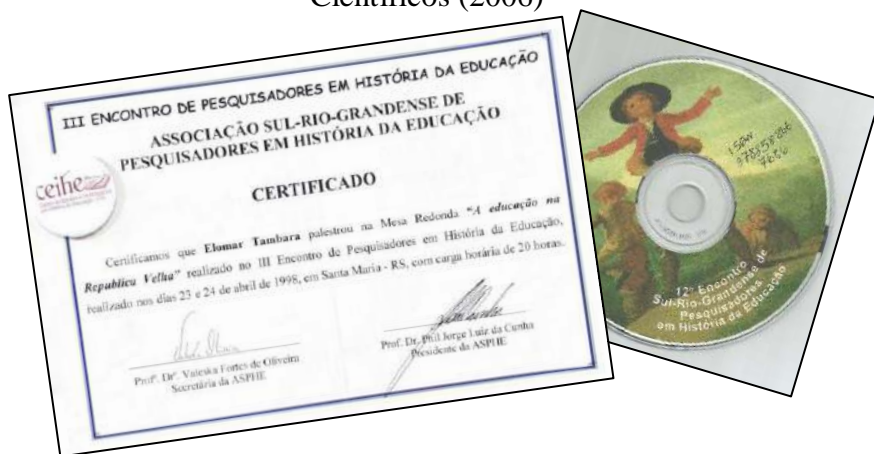 Científicos (2006)
III ENCONTRO DE PESQUISADORES EM HISTÓRIA DA EDUCAÇÃO
ASSOCIAÇÃO SUL-RIO-GRANDENSE DE
PESQUISADORES EM HISTÓRIA DA EDUCAÇÃO
ceihe
CERTIFICADO
Certificamos que Elomar Tambara palestrou na Mesa Redonda "A educação na
Republica Velha" realizado no III Encontro de Pesquisadores em História da Educação,
realizado nos dias 23 e 24 de abril de 1998, em Santa Maria - RS, com carga horária de 20 horas.
Profª. Drª. Valeska Fortes de Oliveira
Secretária da ASPHE
Prof. Dr. Phil Jorge Luiz da Cunha
Presidente da ASPHE
ISBN
12º Encontro
Sul-Rio-Grandense de
Pesquisadores
em História da Educação